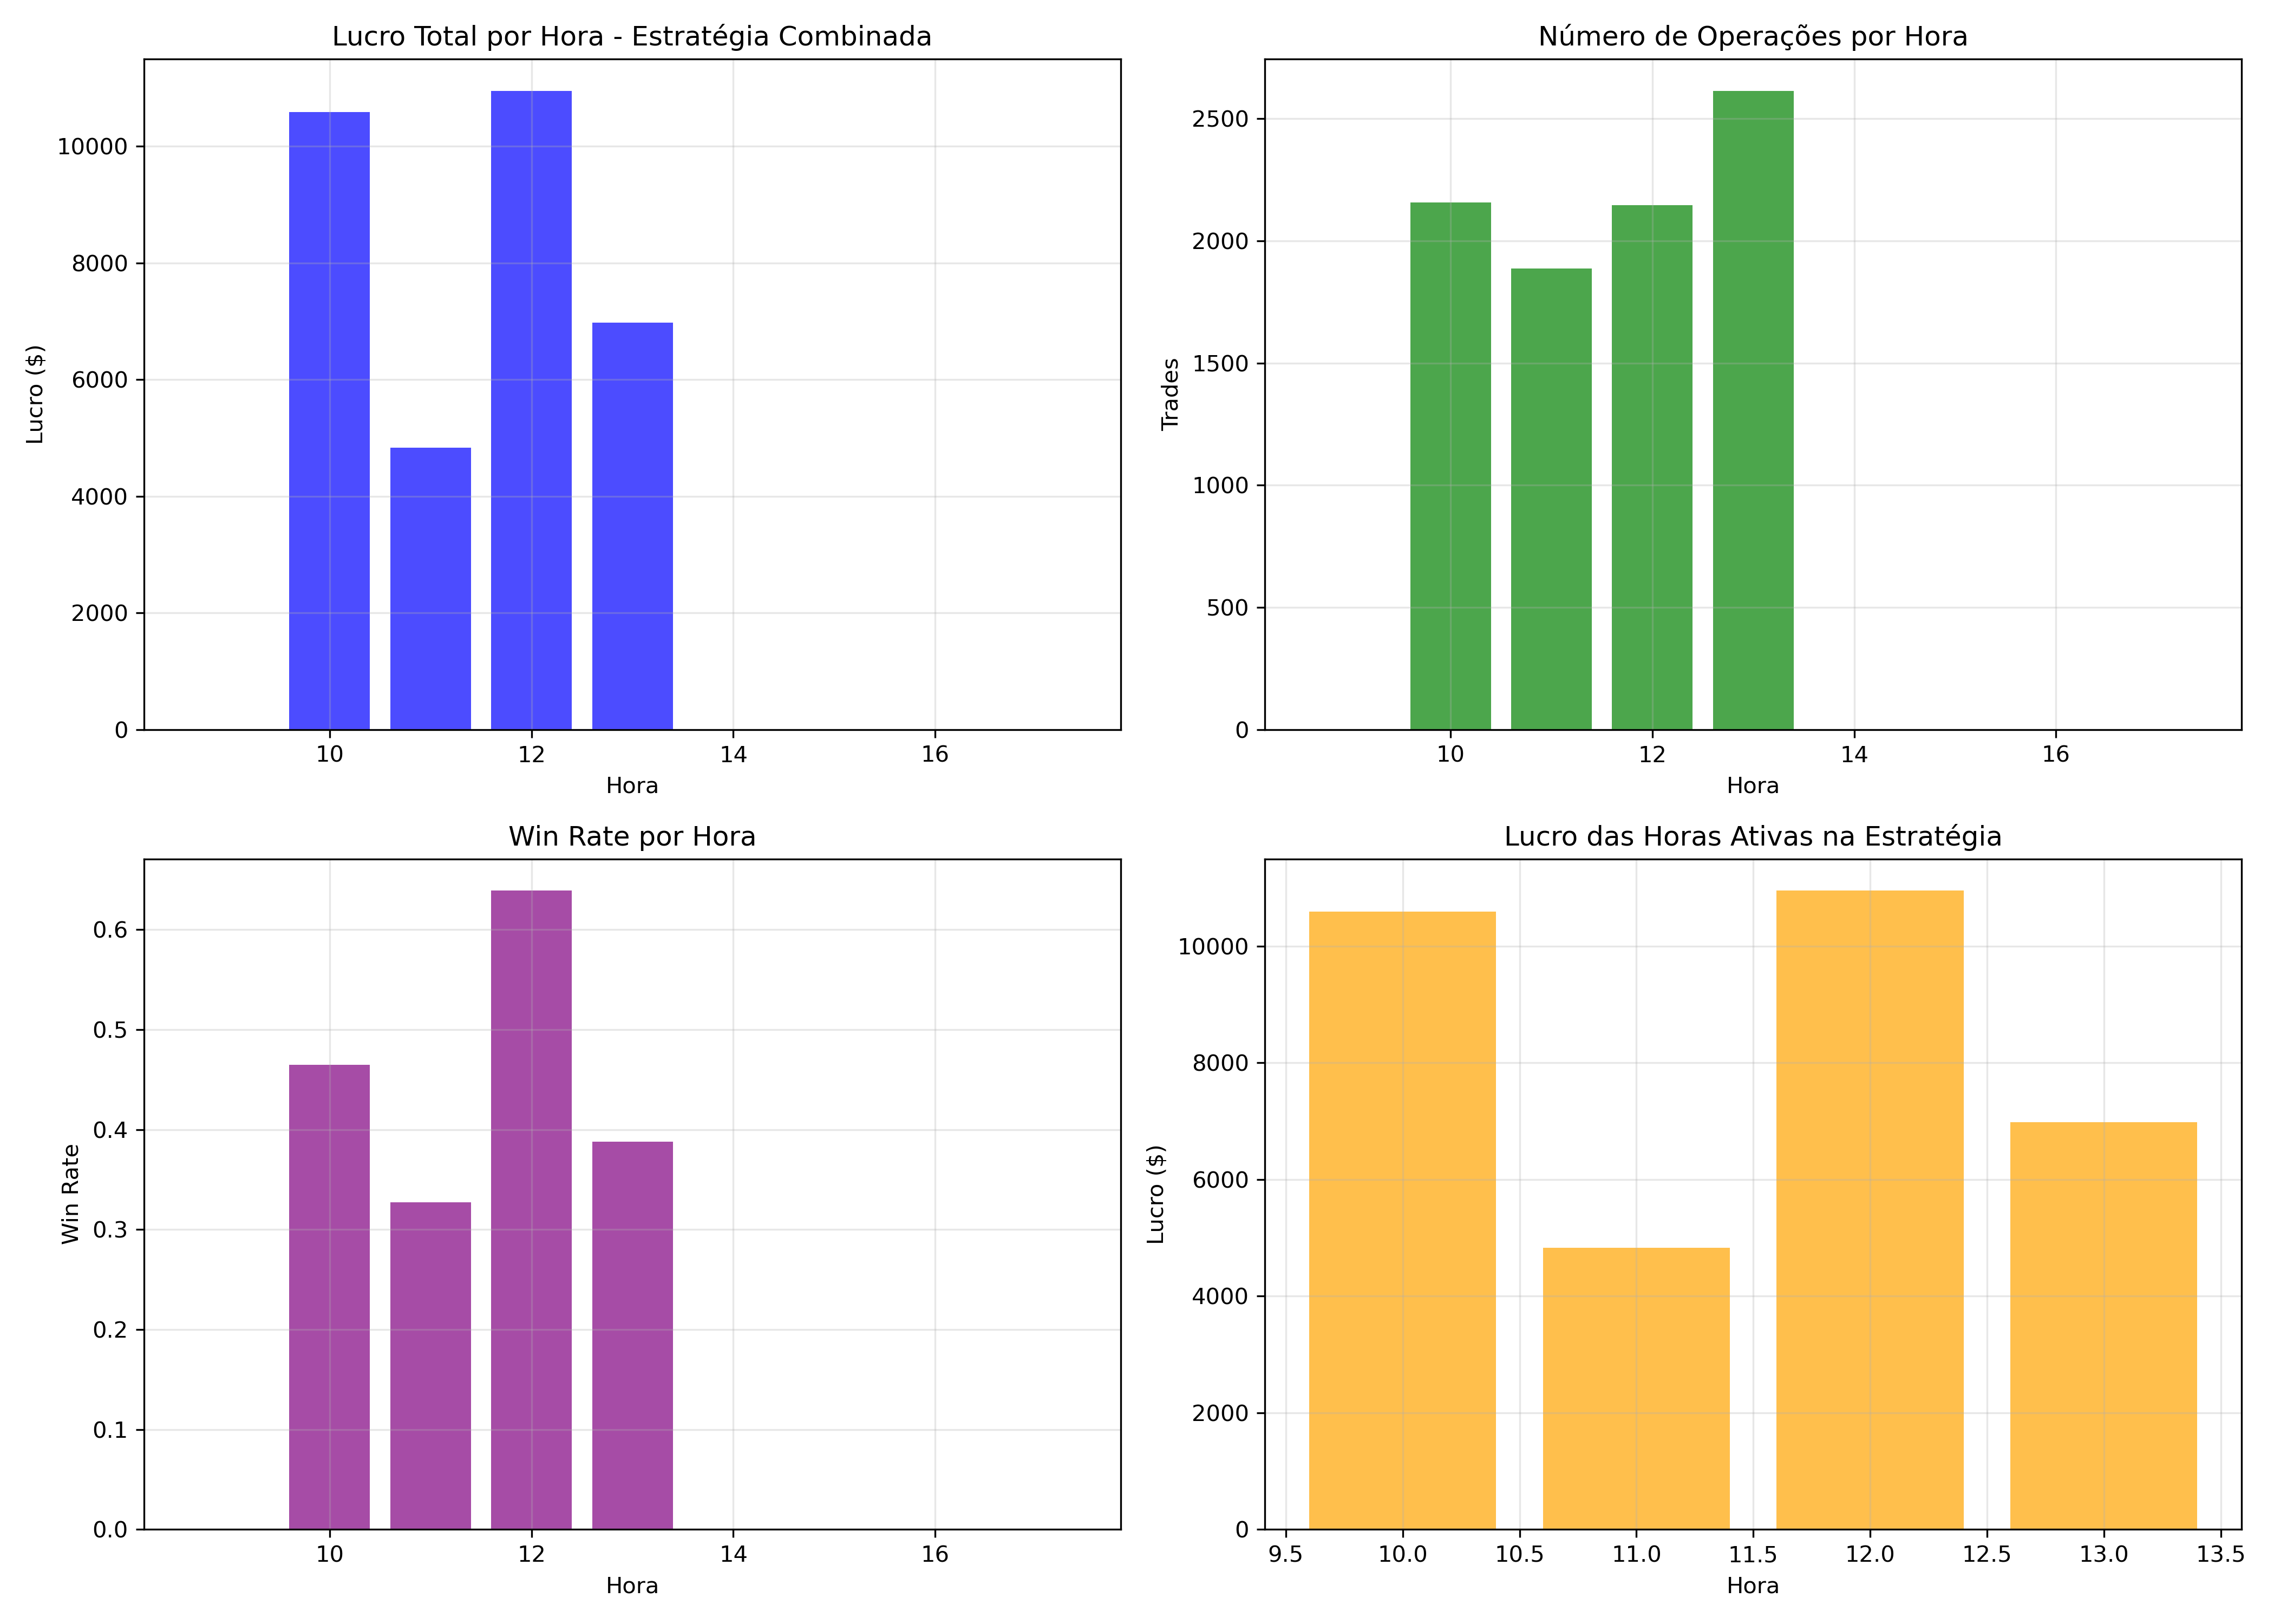 Lucro Total por Hora - Estratégia Combinada
Lucro ($)
10000
8000
6000
4000
2000
0
10 12 14 16
Hora
Número de Operações por Hora
Trades
2500
2000
1500
1000
500
0
10 12 14 16
Hora
Win Rate por Hora
Win Rate
0.6
0.5
0.4
0.3
0.2
0.1
0.0
10 12 14 16
Hora
Lucro das Horas Ativas na Estratégia
Lucro ($)
10000
8000
6000
4000
2000
0
9.5 10.0 10.5 11.0 11.5 12.0 12.5 13.0 13.5
Hora